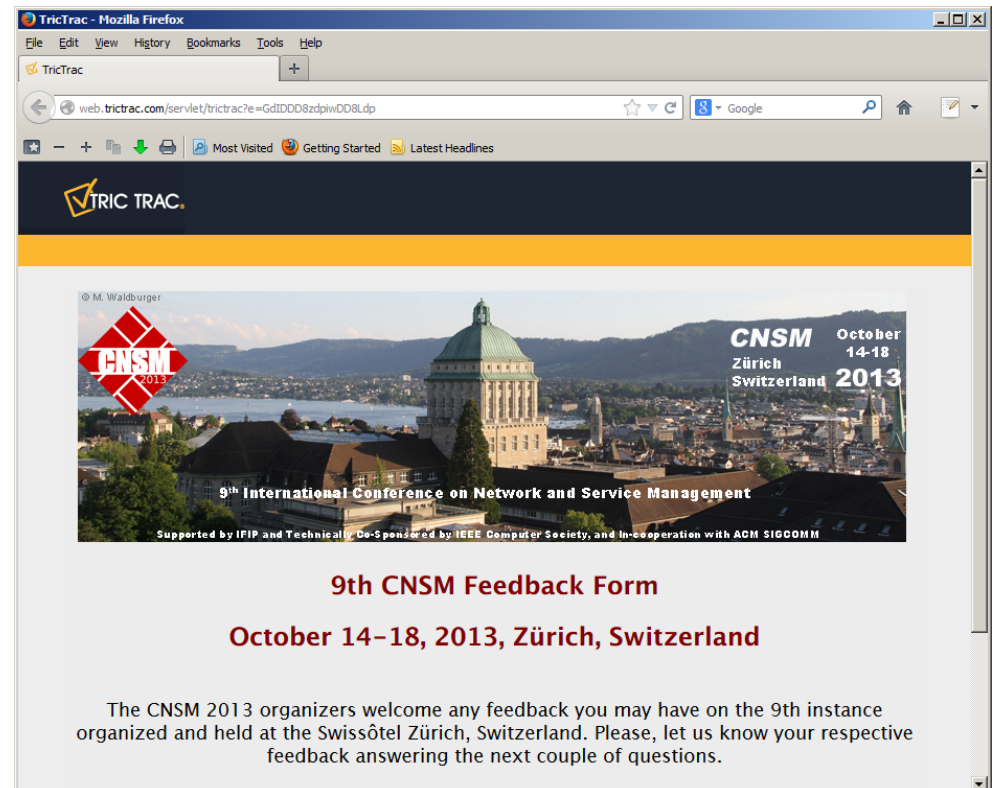 TricTrac - Mozilla Firefox
File Edit View History Bookmarks Tools Help
TricTrac
web.trictrac.com/servlet/trictrac?e=GdIDDD8zdpiwDD8Ldp
Google
Most Visited Getting Started Latest Headlines
TRIC TRAC.
© M. Waldburger
CNSM
2013
CNSM
Zürich
Switzerland
October
14-18
2013
9th International Conference on Network and Service Management
Supported by IFIP and Technically Co-Sponsored by IEEE Computer Society, and In-cooperation with ACM SIGCOMM
9th CNSM Feedback Form
October 14–18, 2013, Zürich, Switzerland
The CNSM 2013 organizers welcome any feedback you may have on the 9th instance
organized and held at the Swissôtel Zürich, Switzerland. Please, let us know your respective
feedback answering the next couple of questions.